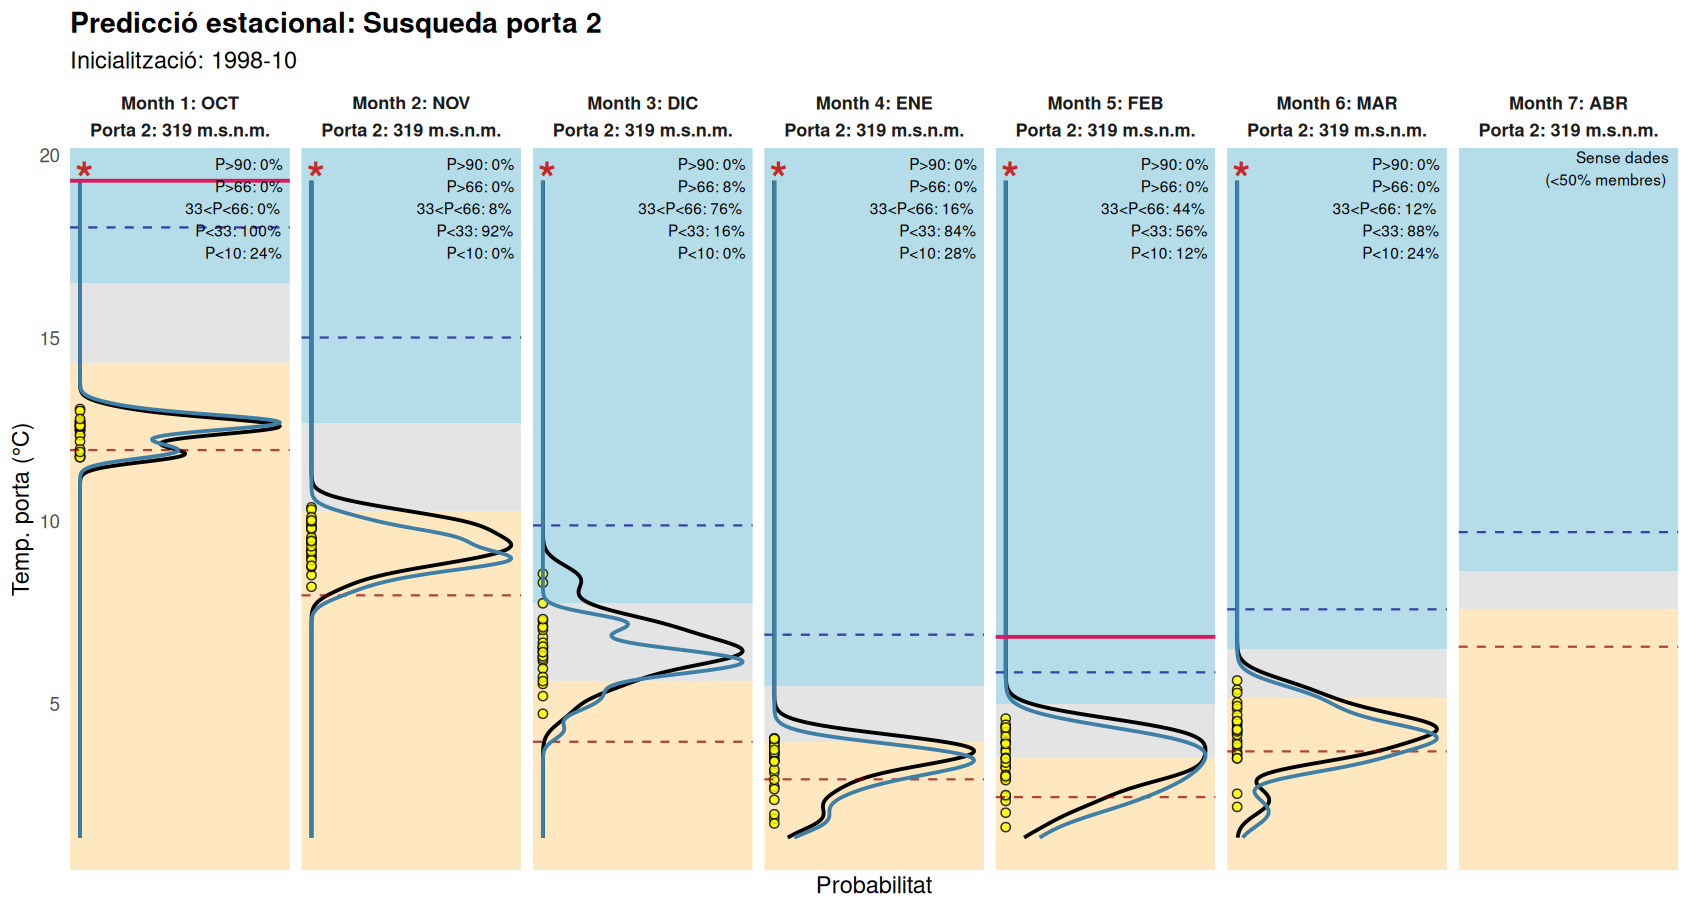 Predicció estacional: Susqueda porta 2
Inicialització: 1998-10
Month 1: OCT
Porta 2: 319 m.s.n.m.
Month 2: NOV
Porta 2: 319 m.s.n.m.
Month 3: DIC
Porta 2: 319 m.s.n.m.
Month 4: ENE
Porta 2: 319 m.s.n.m.
Month 5: FEB
Porta 2: 319 m.s.n.m.
Month 6: MAR
Porta 2: 319 m.s.n.m.
Month 7: ABR
Porta 2: 319 m.s.n.m.
Temp. porta (°C)
20
15
10
5
*
P>90: 0%
P>66: 0%
33<P<66: 0%
P<33: 100%
P<10: 24%
*
P>90: 0%
P>66: 0%
33<P<66: 8%
P<33: 92%
P<10: 0%
*
P>90: 0%
P>66: 8%
33<P<66: 76%
P<33: 16%
P<10: 0%
*
P>90: 0%
P>66: 0%
33<P<66: 16%
P<33: 84%
P<10: 28%
*
P>90: 0%
P>66: 0%
33<P<66: 44%
P<33: 56%
P<10: 12%
*
P>90: 0%
P>66: 0%
33<P<66: 12%
P<33: 88%
P<10: 24%
Sense dades
(<50% membres)
Probabilitat